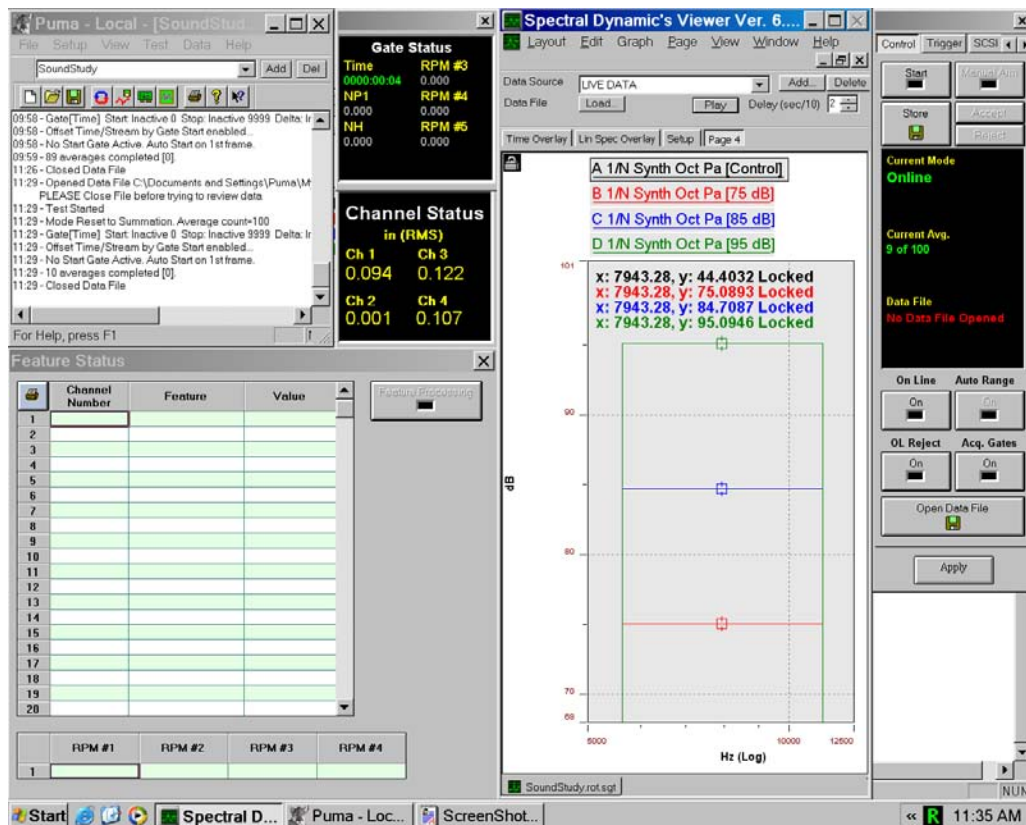 Puma - Local - [SoundStud
File Setup View Test Data Help
SoundStudy
Add Del
09:58 - Gate[Time] Start: Inactive 0 Stop: Inactive 9999 Delta: Ir
09:58 - Offset Time/Stream by Gate Start enabled...
09:58 - No Start Gate Active. Auto Start on 1st frame.
09:59 - 89 averages completed [0].
11:26 - Closed Data File
11:29 - Opened Data File C:\Documents and Settings\Puma\M
PLEASE Close File before trying to review data
11:29 - Test Started
11:29 - Mode Reset to Summation. Average count=100
11:29 - Gate[Time] Start: Inactive 0 Stop: Inactive 9999 Delta: Ir
11:29 - Offset Time/Stream by Gate Start enabled...
11:29 - No Start Gate Active. Auto Start on 1st frame.
11:29 - 10 averages completed [0].
11:29 - Closed Data File
For Help, press F1
Gate Status
Time RPM #3
0000:00:04 0.000
NP1 RPM #4
0.000 0.000
NH RPM #5
0.000 0.000
Channel Status
in (RMS)
Ch 1 Ch 3
0.094 0.122
Ch 2 Ch 4
0.001 0.107
Feature Status
Channel Number Feature Value
1
2
3
4
5
6
7
8
9
10
11
12
13
14
15
16
17
18
19
20
Feature Processing
RPM #1 RPM #2 RPM #3 RPM #4
1
Spectral Dynamic's Viewer Ver. 6....
Layout Edit Graph Page View Window Help
Data Source LIVE DATA Add... Delete
Data File Load... Play Delay (sec/10) 2
Time Overlay Lin Spec Overlay Setup Page 4
A 1/N Synth Oct Pa [Control]
B 1/N Synth Oct Pa [75 dB]
C 1/N Synth Oct Pa [85 dB]
D 1/N Synth Oct Pa [95 dB]
101
x: 7943.28, y: 44.4032 Locked
x: 7943.28, y: 75.0893 Locked
x: 7943.28, y: 84.7087 Locked
x: 7943.28, y: 95.0946 Locked
90
dB
80
70
68
5000 10000 12500
Hz (Log)
SoundStudy.rot.sgt
Control Trigger SCSI
Start Manual Arm
Store Accept
Reject
Current Mode
Online
Current Avg.
9 of 100
Data File
No Data File Opened
On Line Auto Range
On On
OL Reject Acq. Gates
On On
Open Data File
Apply
NUM
Start Spectral D... Puma - Loc... ScreenShot... « R 11:35 AM